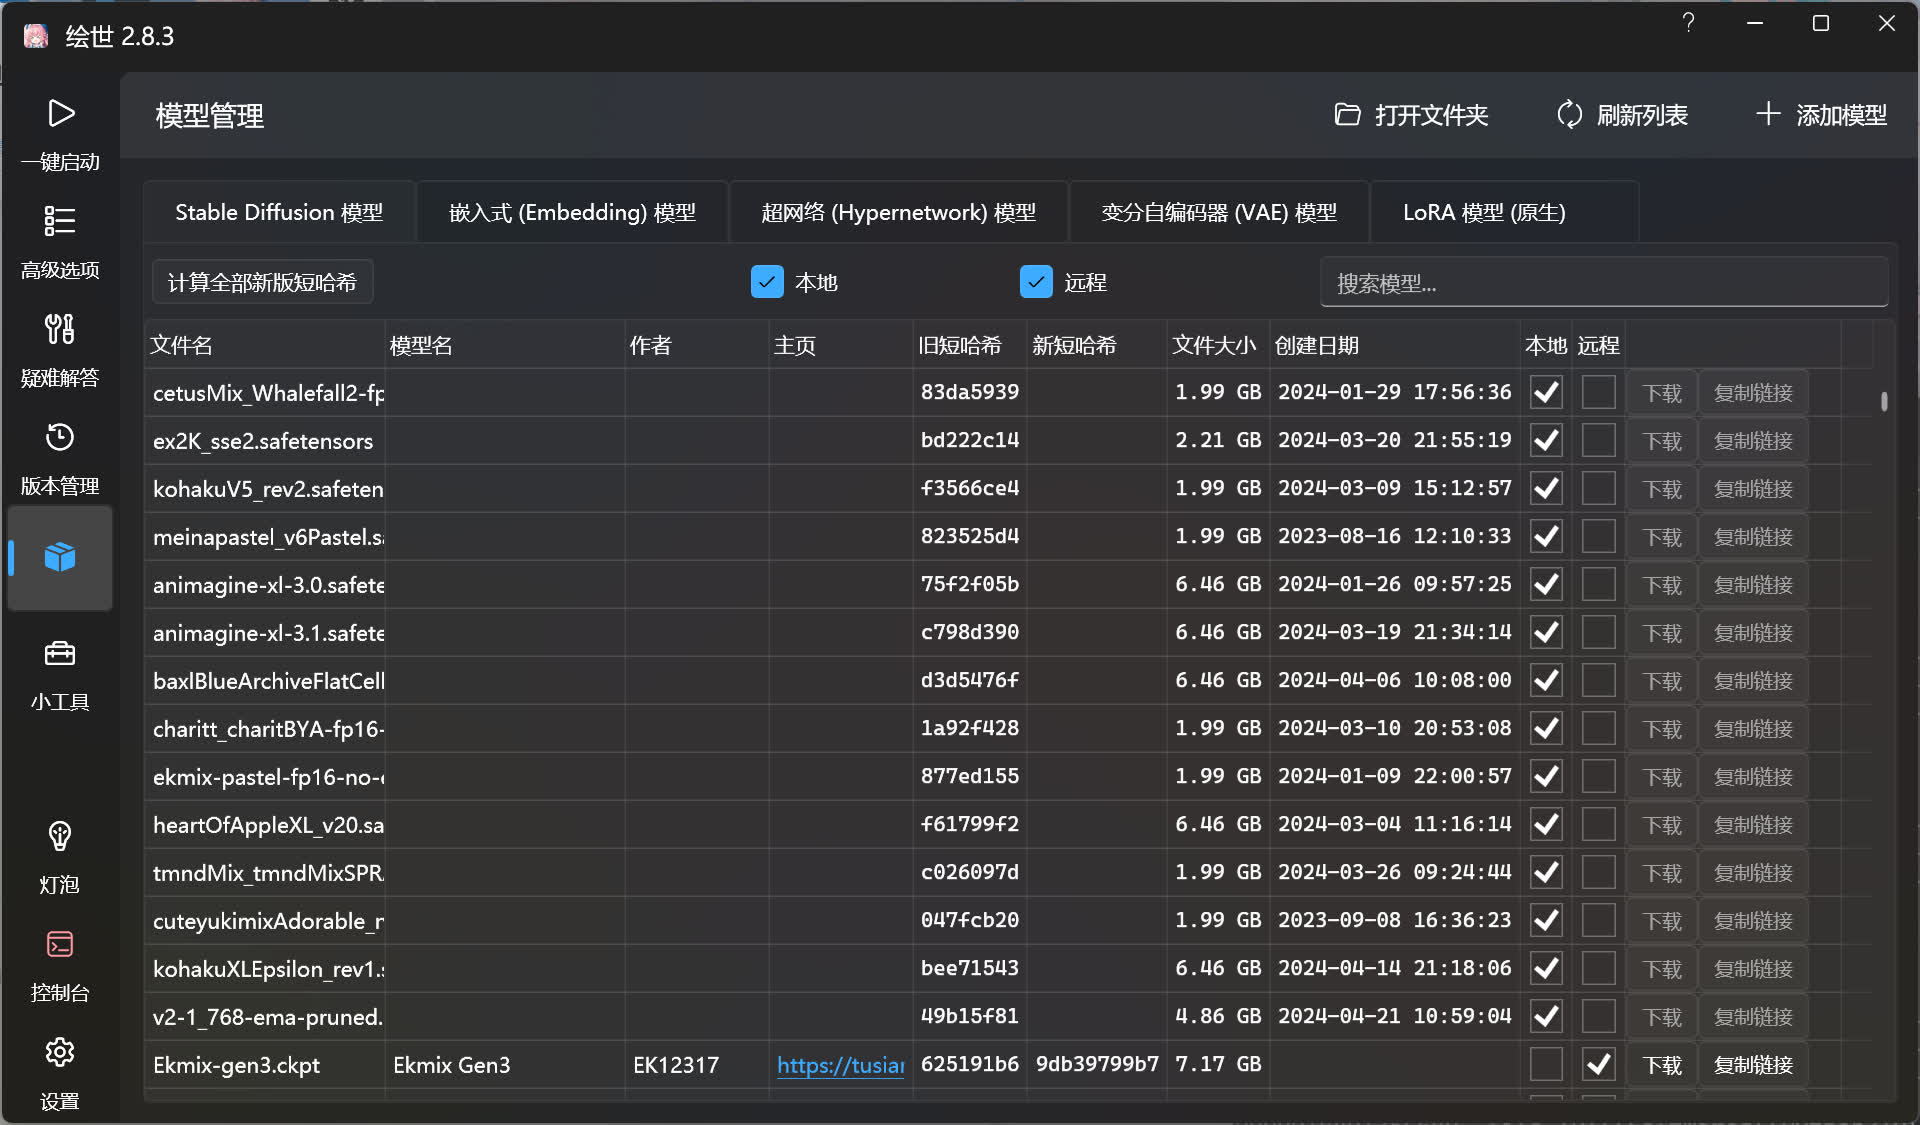 绘世 2.8.3
一键启动
高级选项
疑难解答
版本管理
小工具
灯泡
控制台
设置
模型管理
打开文件夹 刷新列表 添加模型
Stable Diffusion 模型 嵌入式 (Embedding) 模型 超网络 (Hypernetwork) 模型 变分自编码器 (VAE) 模型 LoRA 模型 (原生)
计算全部新版短哈希 本地 远程 搜索模型...
文件名 模型名 作者 主页 旧短哈希 新短哈希 文件大小 创建日期 本地 远程
cetusMix_Whalefall2-fp 83da5939 1.99 GB 2024-01-29 17:56:36 下载 复制链接
ex2K_sse2.safetensors bd222c14 2.21 GB 2024-03-20 21:55:19 下载 复制链接
kohakuV5_rev2.safeten f3566ce4 1.99 GB 2024-03-09 15:12:57 下载 复制链接
meinapastel_v6Pastel.sa 823525d4 1.99 GB 2023-08-16 12:10:33 下载 复制链接
animagine-xl-3.0.safete 75f2f05b 6.46 GB 2024-01-26 09:57:25 下载 复制链接
animagine-xl-3.1.safete c798d390 6.46 GB 2024-03-19 21:34:14 下载 复制链接
baxlBlueArchiveFlatCell d3d5476f 6.46 GB 2024-04-06 10:08:00 下载 复制链接
charitt_charitBYA-fp16- 1a92f428 1.99 GB 2024-03-10 20:53:08 下载 复制链接
ekmix-pastel-fp16-no-e 877ed155 1.99 GB 2024-01-09 22:00:57 下载 复制链接
heartOfAppleXL_v20.sa f61799f2 6.46 GB 2024-03-04 11:16:14 下载 复制链接
tmndMix_tmndMixSPRA c026097d 1.99 GB 2024-03-26 09:24:44 下载 复制链接
cuteyukimixAdorable_n 047fcb20 1.99 GB 2023-09-08 16:36:23 下载 复制链接
kohakuXLEpsilon_rev1.s bee71543 6.46 GB 2024-04-14 21:18:06 下载 复制链接
v2-1_768-ema-pruned. 49b15f81 4.86 GB 2024-04-21 10:59:04 下载 复制链接
Ekmix-gen3.ckpt Ekmix Gen3 EK12317 https://tusiar 625191b6 9db39799b7 7.17 GB 下载 复制链接